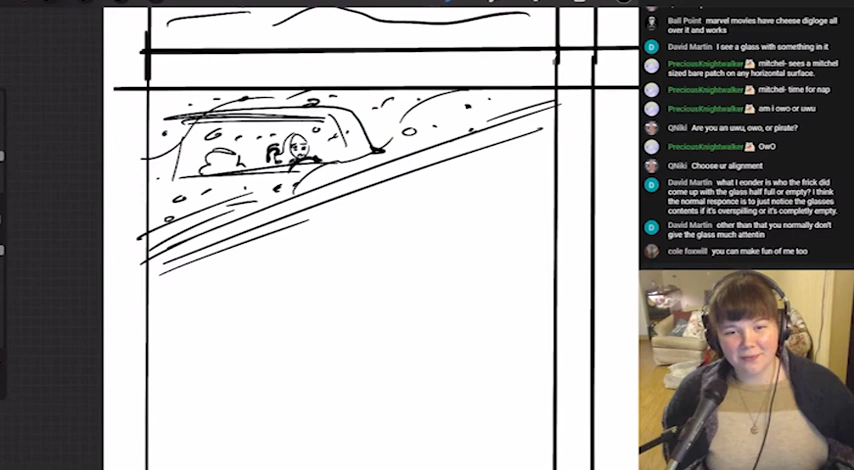 Ball Point marvel movies have cheese digloge all
over it and works
David Martin I see a glass with something in it
PreciousKnightwalker mitchel- sees a mitchel
sized bare patch on any horizontal surface.
PreciousKnightwalker mitchel- time for nap
PreciousKnightwalker am i owo or uwu
QNiki Are you an uwu, owo, or pirate?
PreciousKnightwalker OwO
QNiki Choose ur alignment
David Martin what I eonder is who the frick did
come up with the glass half full or empty? I think
the normal responce is to just notice the glasses
contents if it's overspilling or it's completly empty.
David Martin other than that you normally don't
give the glass much attentin
cole foxwill you can make fun of me too